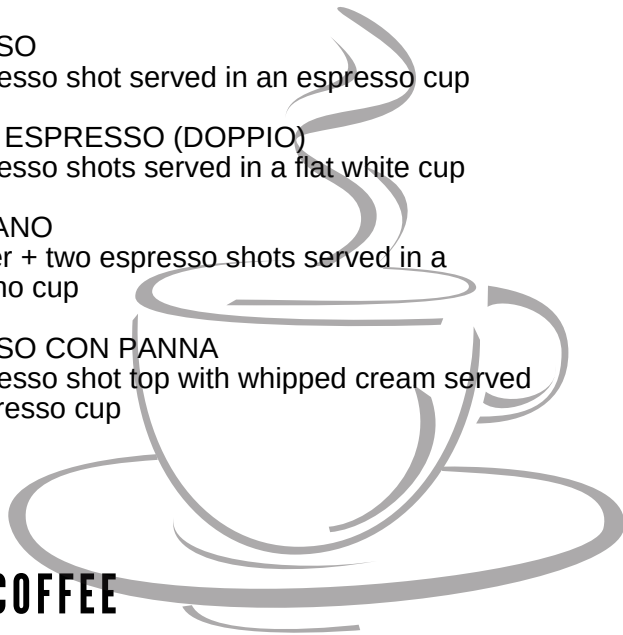 SO
esso shot served in an espresso cup
ESPRESSO (DOPPIO)
esso shots served in a flat white cup
ANO
er + two espresso shots served in a
no cup
SO CON PANNA
esso shot top with whipped cream served
resso cup
COFFEE